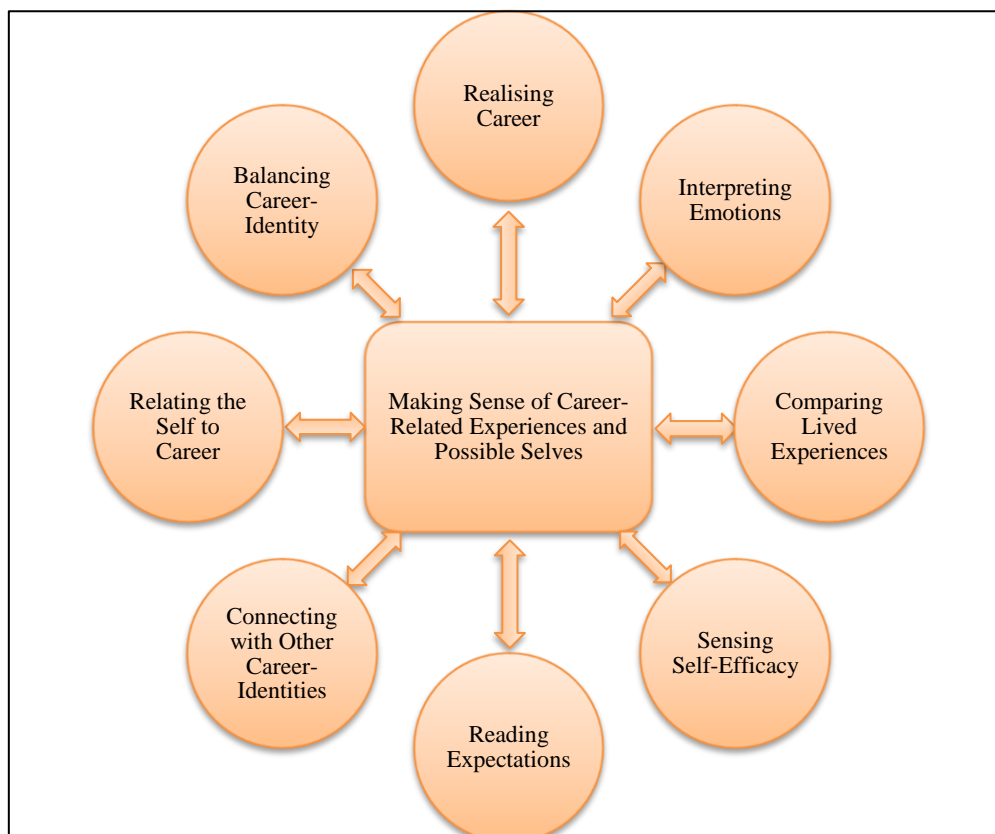 Realising
Career
Interpreting
Emotions
Comparing
Lived
Experiences
Sensing
Self-Efficacy
Reading
Expectations
Connecting
with Other
Career-
Identities
Relating the
Self to
Career
Balancing
Career-
Identity
Making Sense of Career-
Related Experiences and
Possible Selves